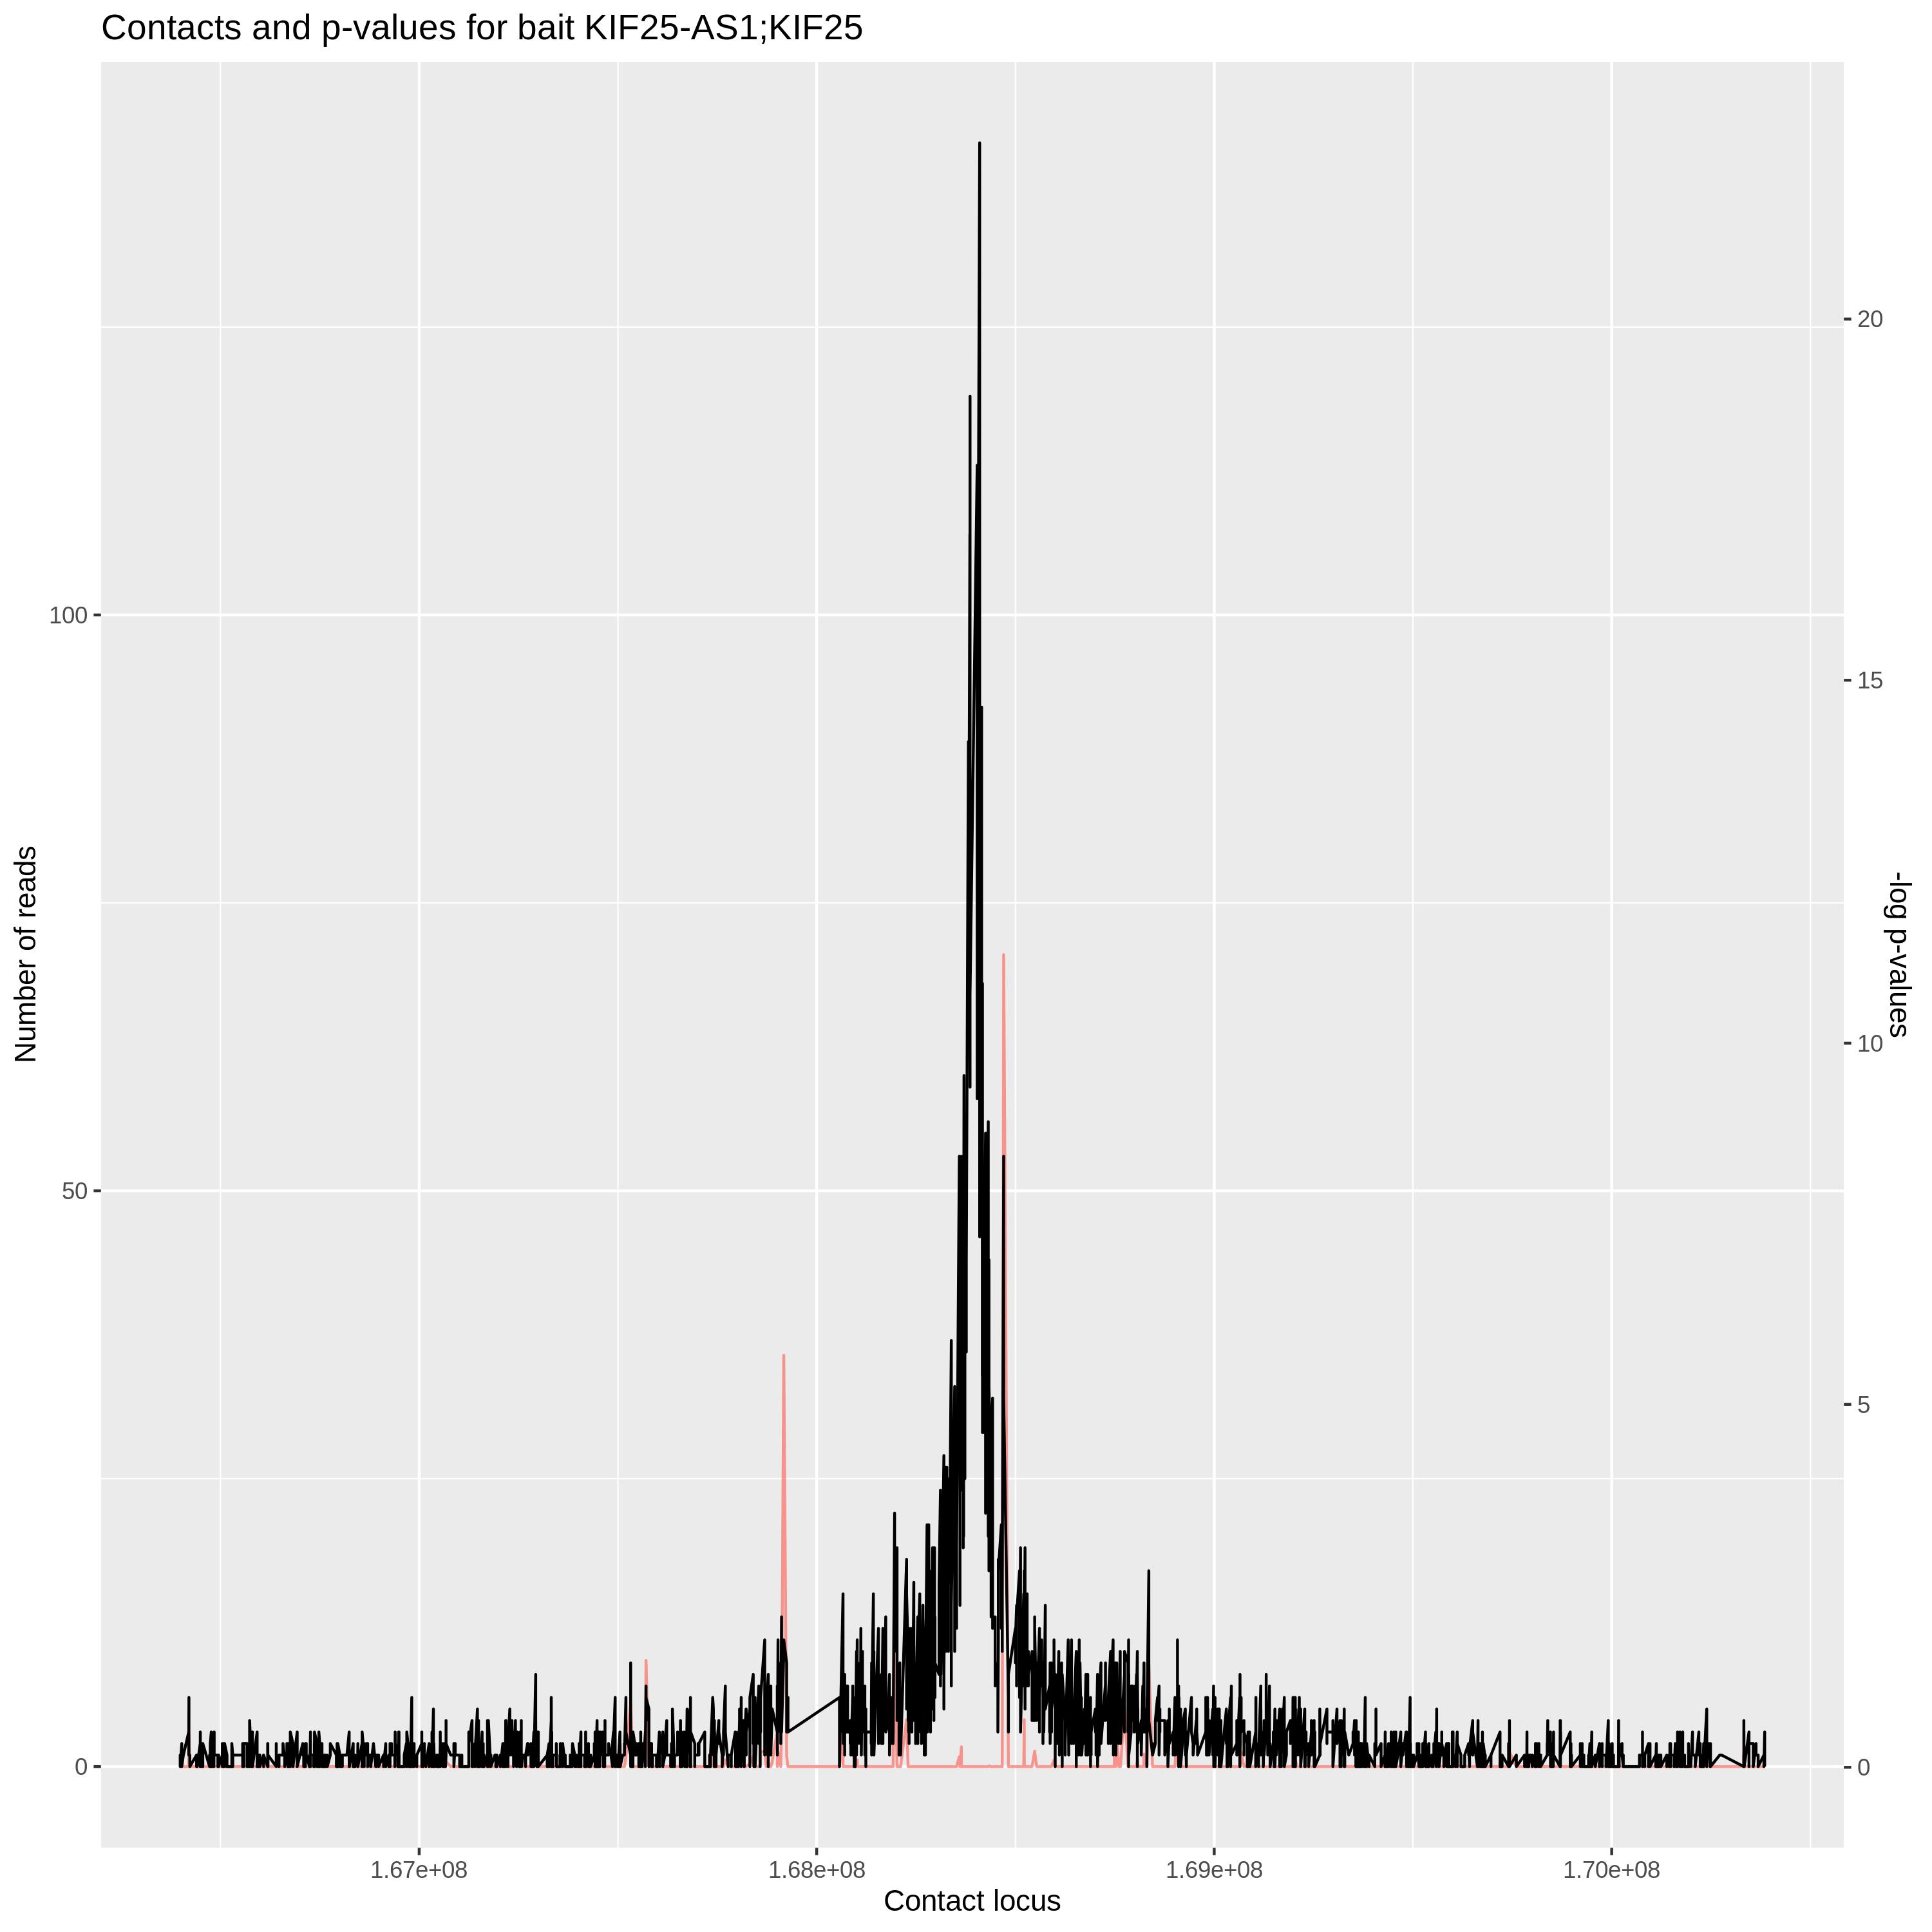 Contacts and p-values for bait KIF25-AS1;KIF25
Number of reads
100
50
0
20
15
10
5
0
-log p-values
1.67e+08
1.68e+08
1.69e+08
1.70e+08
Contact locus